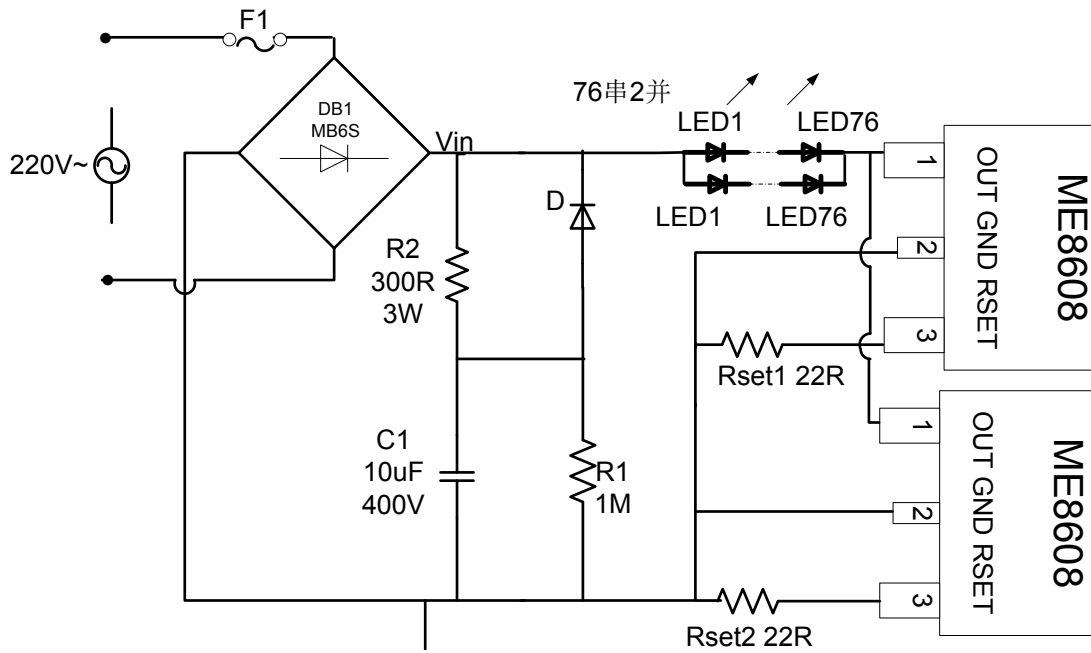 F1
DB1
MB6S
220V~
Vin
76串2并
LED1
LED76
LED1
LED76
D
R2
300R
3W
C1
10uF
400V
R1
1M
Rset1 22R
Rset2 22R
1
2
3
OUT GND RSET
ME8608
1
2
3
OUT GND RSET
ME8608